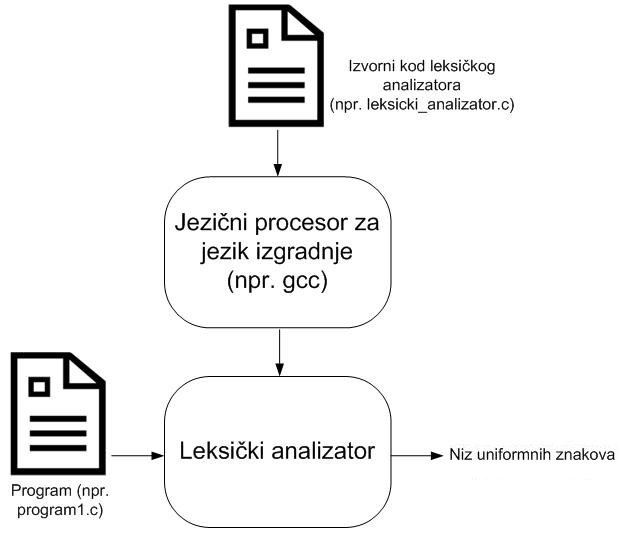 Izvorni kod leksičkog
analizatora
(npr. leksicki_analizator.c)
Jezični procesor za
jezik izgradnje
(npr. gcc)
Leksički analizator
Niz uniformnih znakova
Program (npr.
program1.c)